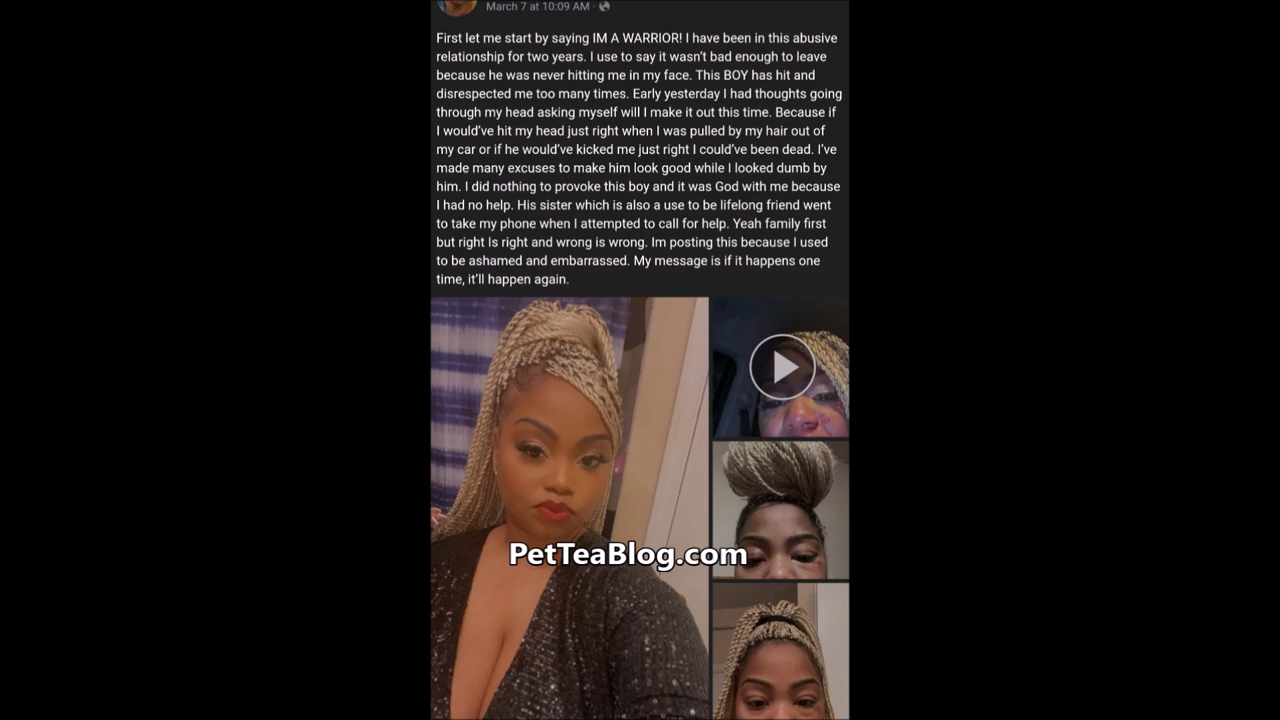 March 7 at 10:09 AM ·
First let me start by saying IM A WARRIOR! I have been in this abusive
relationship for two years. I use to say it wasn’t bad enough to leave
because he was never hitting me in my face. This BOY has hit and
disrespected me too many times. Early yesterday I had thoughts going
through my head asking myself will I make it out this time. Because if
I would’ve hit my head just right when I was pulled by my hair out of
my car or if he would’ve kicked me just right I could’ve been dead. I’ve
made many excuses to make him look good while I looked dumb by
him. I did nothing to provoke this boy and it was God with me because
I had no help. His sister which is also a use to be lifelong friend went
to take my phone when I attempted to call for help. Yeah family first
but right Is right and wrong is wrong. Im posting this because I used
to be ashamed and embarrassed. My message is if it happens one
time, it’ll happen again.
PetTeaBlog.com